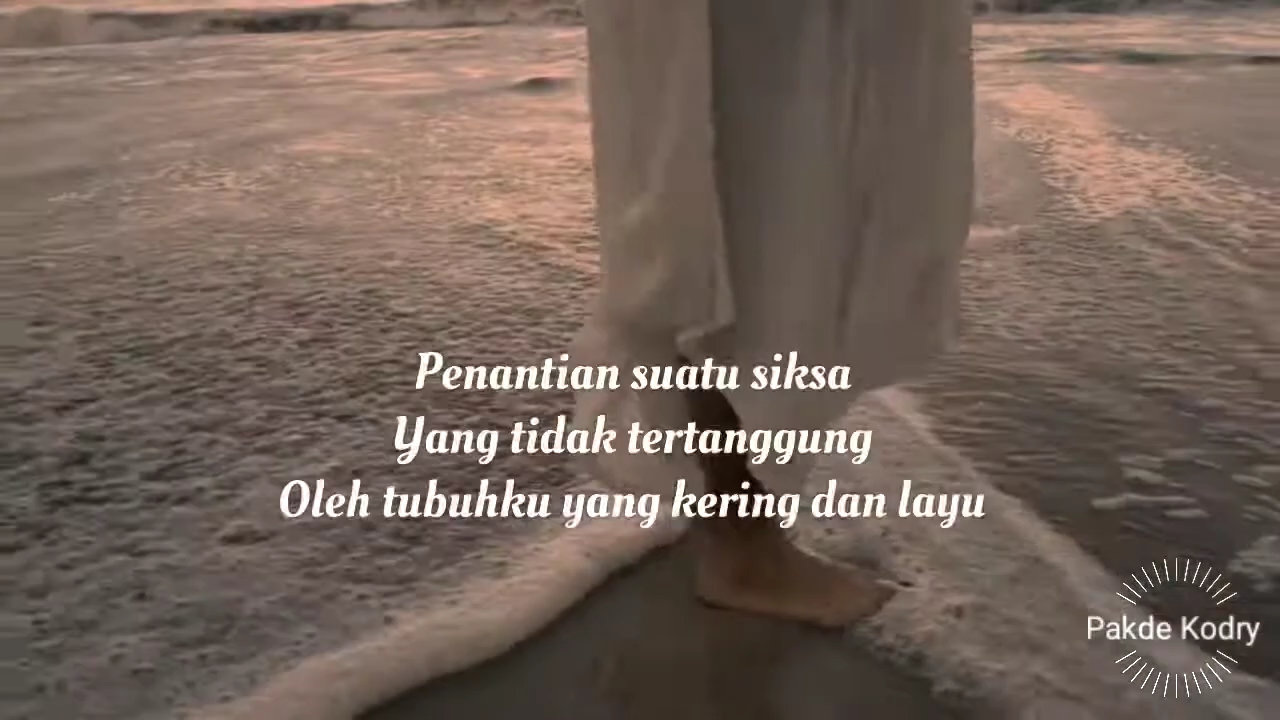 Penantian suatu siksa
Yang tidak tertanggung
Oleh tubuhku yang kering dan layu
Pakde Kodry